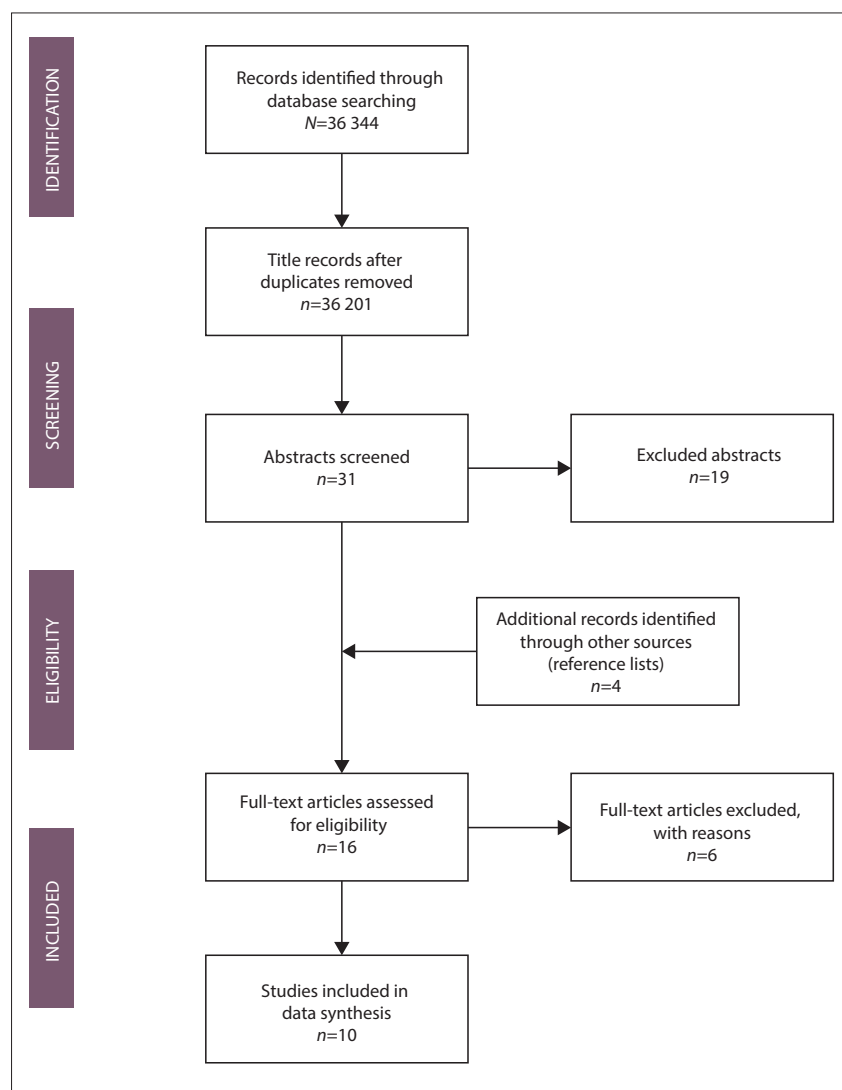 IDENTIFICATION
Records identified through
database searching
N=36 344
Title records after
duplicates removed
n=36 201
SCREENING
Abstracts screened
n=31
Excluded abstracts
n=19
ELIGIBILITY
Additional records identified
through other sources
(reference lists)
n=4
Full-text articles assessed
for eligibility
n=16
Full-text articles excluded,
with reasons
n=6
INCLUDED
Studies included in
data synthesis
n=10